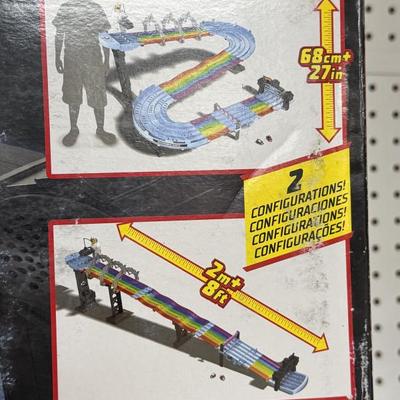 68cm+
27in
2
CONFIGURATIONS!
CONFIGURACIONES
CONFIGURATIONS!
CONFIGURAÇÕES!
2m+
8ft